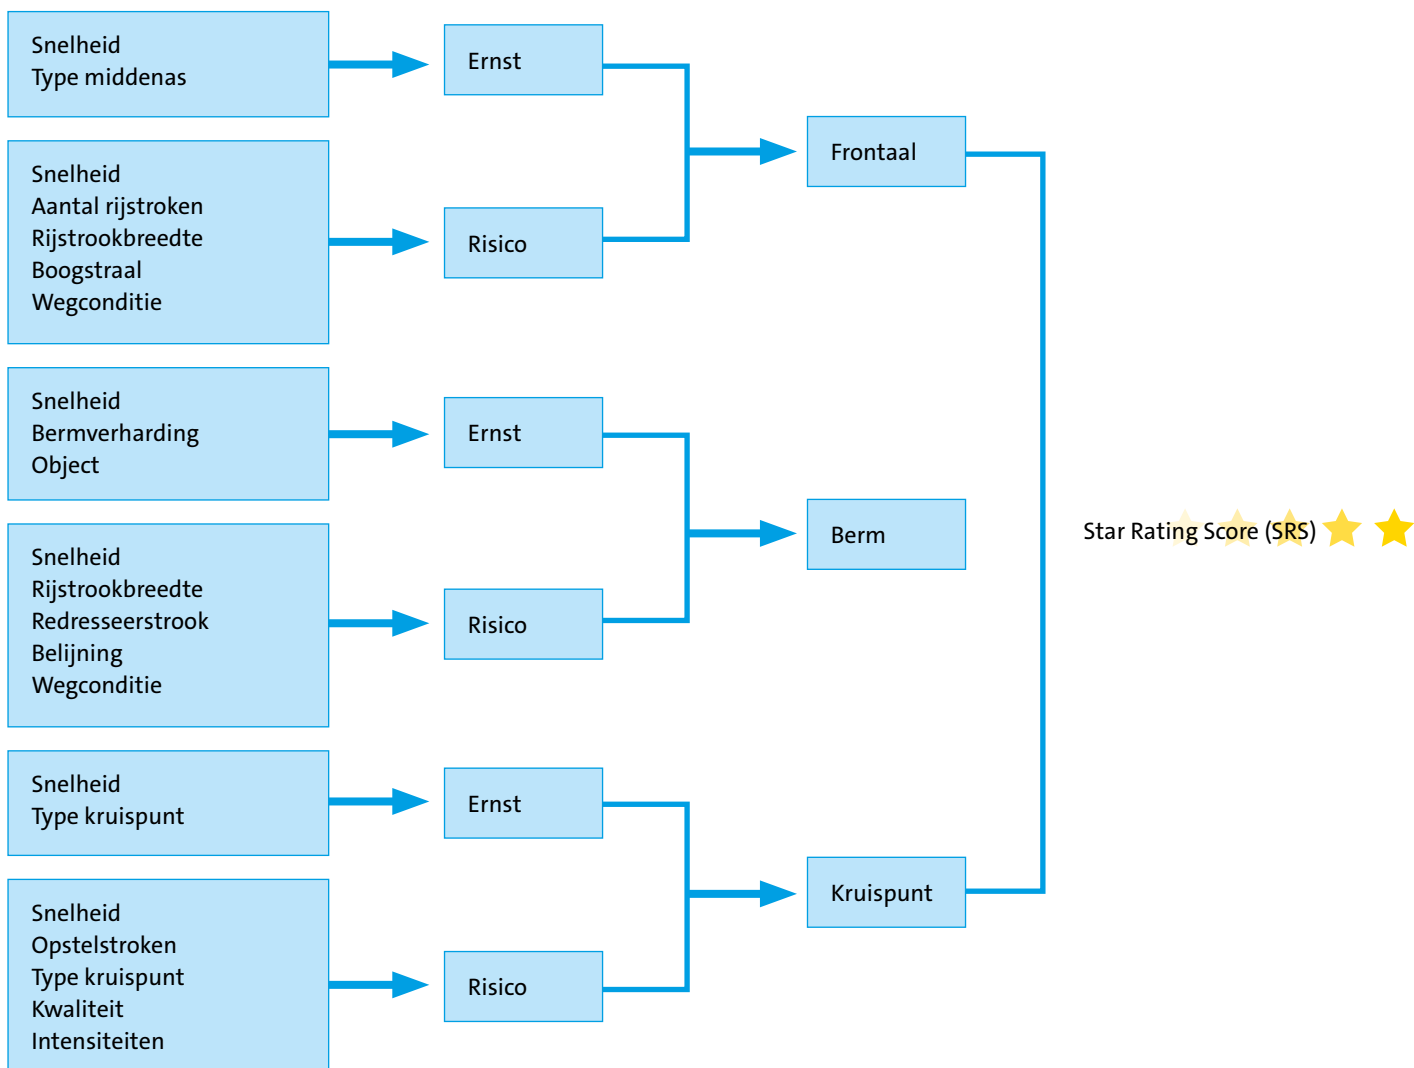 Snelheid
Type middenas
Ernst
Snelheid
Aantal rijstroken
Rijstrookbreedte
Boogstraal
Wegconditie
Risico
Frontaal
Snelheid
Bermverharding
Object
Ernst
Snelheid
Rijstrookbreedte
Redresseerstrook
Belijning
Wegconditie
Risico
Berm
Snelheid
Type kruispunt
Ernst
Snelheid
Opstelstroken
Type kruispunt
Kwaliteit
Intensiteiten
Risico
Kruispunt
Star Rating Score (SRS)